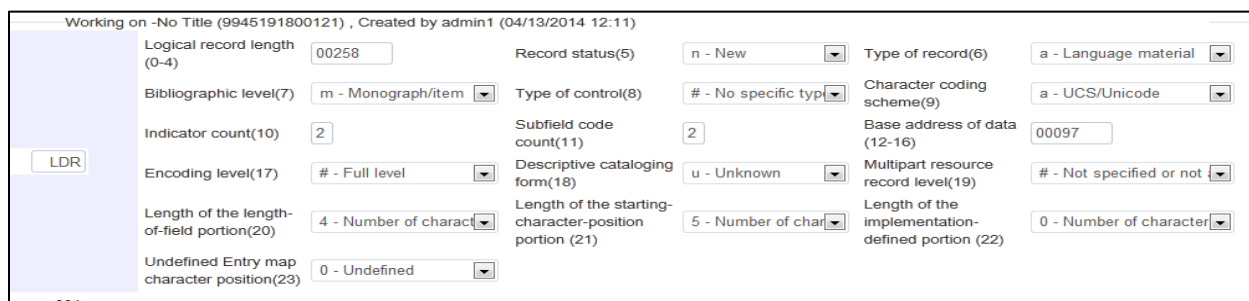 Working on -No Title (9945191800121) , Created by admin1 (04/13/2014 12:11)
Logical record length
(0-4)
00258
Record status(5)
n - New
Type of record(6)
a - Language material
Bibliographic level(7)
m - Monograph/item
Type of control(8)
# - No specific type
Character coding
scheme(9)
a - UCS/Unicode
Indicator count(10)
2
Subfield code
count(11)
2
Base address of data
(12-16)
00097
LDR
Encoding level(17)
# - Full level
Descriptive cataloging
form(18)
u - Unknown
Multipart resource
record level(19)
# - Not specified or not
Length of the length-
of-field portion(20)
4 - Number of charact
Length of the starting-
character-position
portion (21)
5 - Number of char
Length of the
implementation-
defined portion (22)
0 - Number of character
Undefined Entry map
character position(23)
0 - Undefined